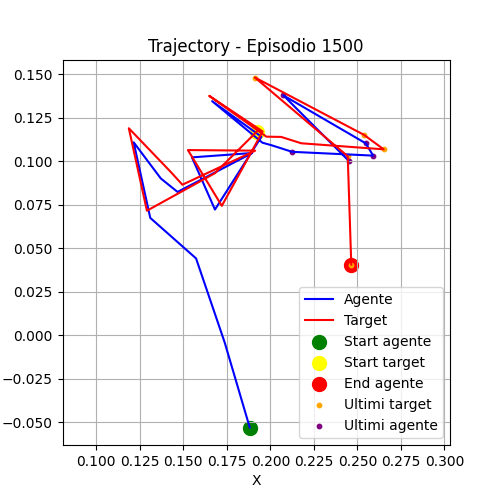 Trajectory - Episodio 1500
0.150
0.125
0.100
0.075
0.050
0.025
0.000
−0.025
−0.050
Agente
Target
Start agente
Start target
End agente
Ultimi target
Ultimi agente
0.100 0.125 0.150 0.175 0.200 0.225 0.250 0.275 0.300
X